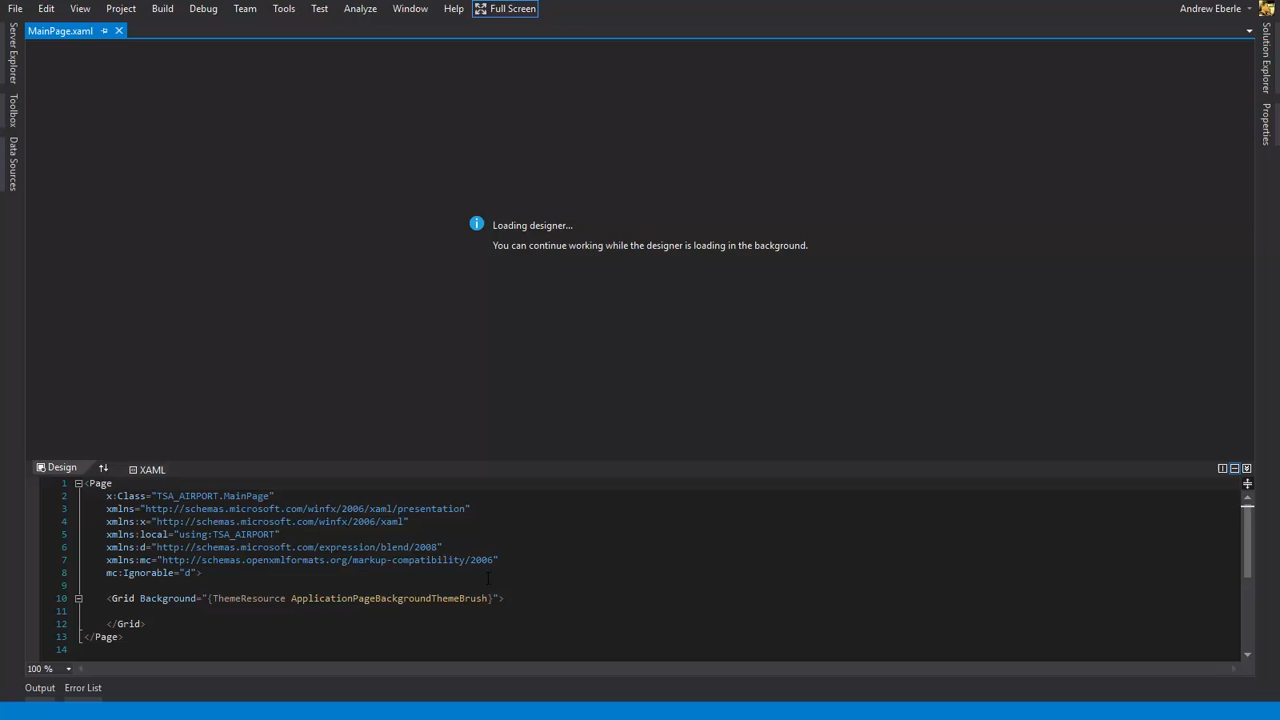 File Edit View Project Build Debug Team Tools Test Analyze Window Help Full Screen Andrew Eberle
MainPage.xaml
Server Explorer
Toolbox
Data Sources
Solution Explorer
Properties
Loading designer...
You can continue working while the designer is loading in the background.
Design XAML
1 <Page
2 x:Class="TSA_AIRPORT.MainPage"
3 xmlns="http://schemas.microsoft.com/winfx/2006/xaml/presentation"
4 xmlns:x="http://schemas.microsoft.com/winfx/2006/xaml"
5 xmlns:local="using:TSA_AIRPORT"
6 xmlns:d="http://schemas.microsoft.com/expression/blend/2008"
7 xmlns:mc="http://schemas.openxmlformats.org/markup-compatibility/2006"
8 mc:Ignorable="d">
9
10 <Grid Background="{ThemeResource ApplicationPageBackgroundThemeBrush}">
11
12 </Grid>
13 </Page>
14
100 %
Output Error List